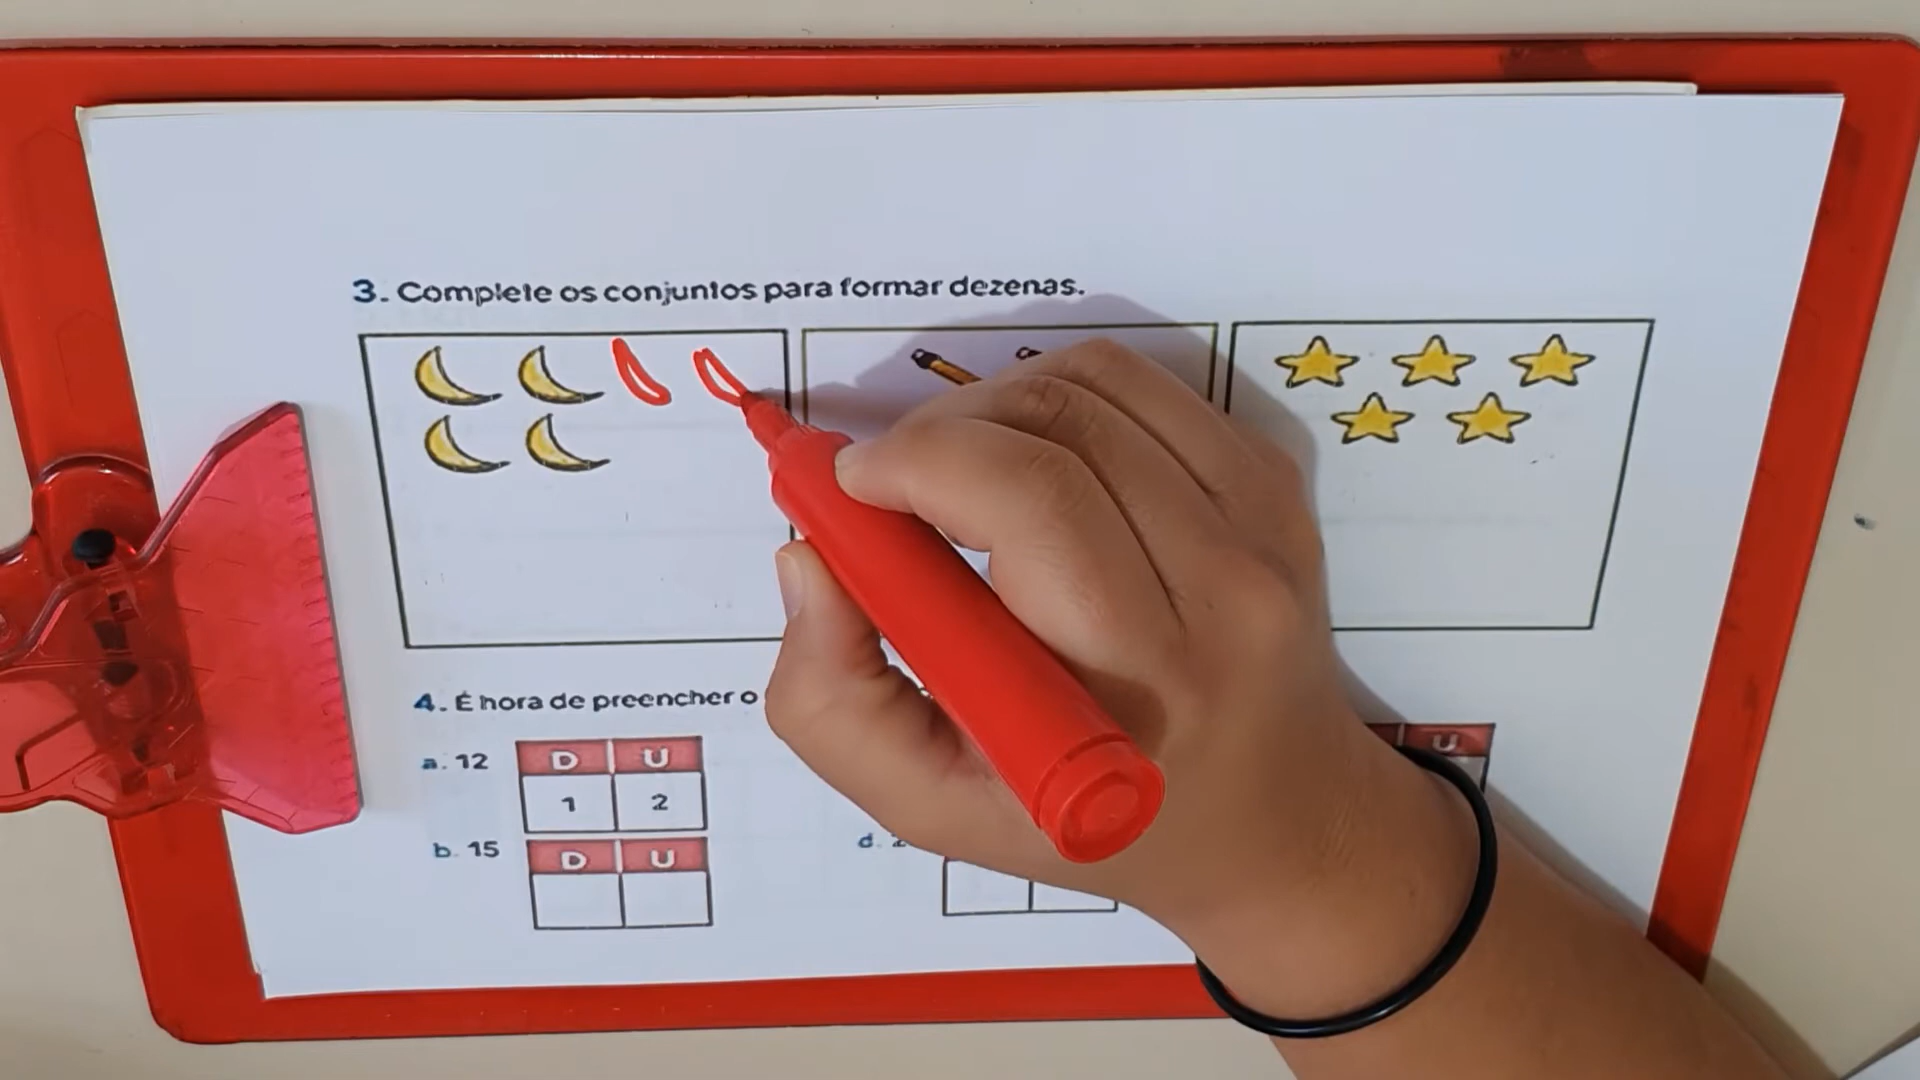 3. Complete os conjuntos para formar dezenas.
4. É hora de preencher o
a. 12
D U
1 2
U
b. 15
D U
d.